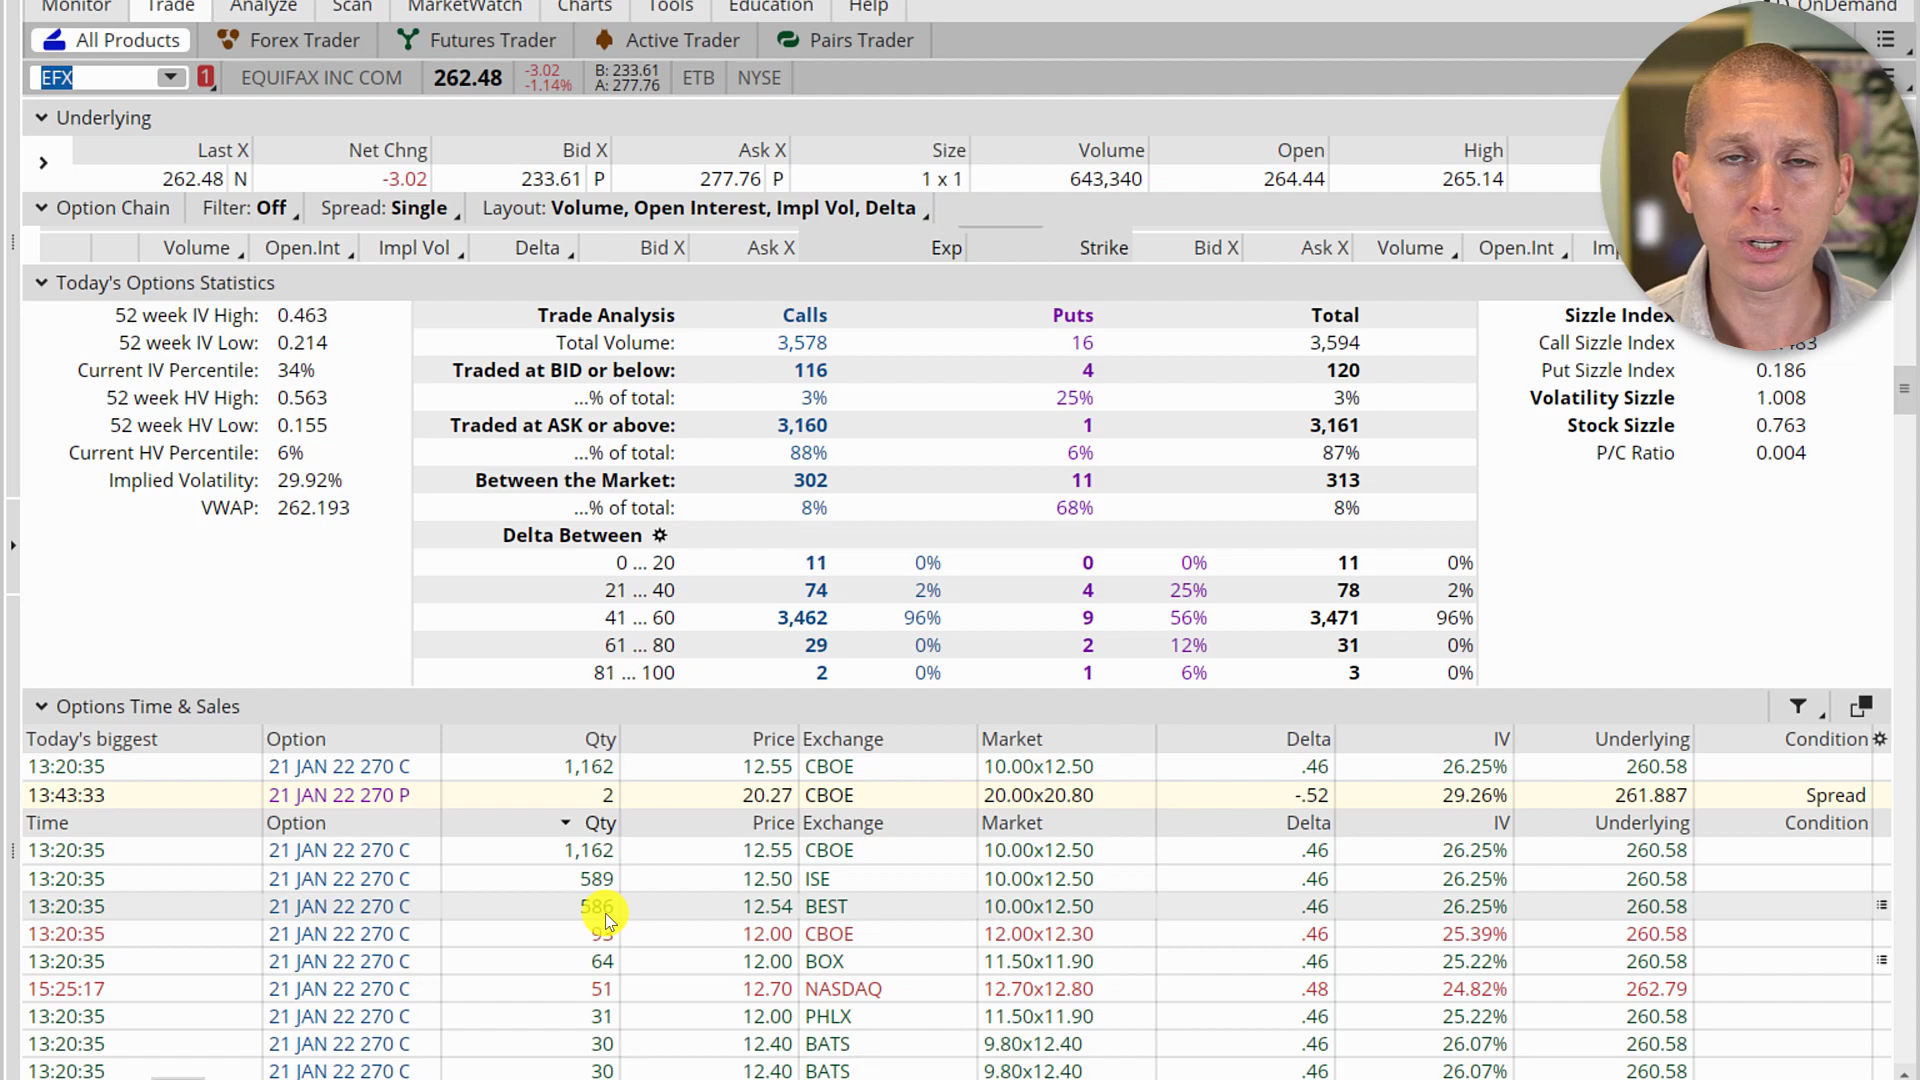 Monitor Trade Analyze Scan MarketWatch Charts Tools Education Help OnDemand
All Products Forex Trader Futures Trader Active Trader Pairs Trader
EFX 1 EQUIFAX INC COM 262.48 -3.02 -1.14% B: 233.61 A: 277.76 ETB NYSE
Underlying
Last X Net Chng Bid X Ask X Size Volume Open High
262.48 N -3.02 233.61 P 277.76 P 1 x 1 643,340 264.44 265.14
Option Chain Filter: Off Spread: Single Layout: Volume, Open Interest, Impl Vol, Delta
Volume Open.Int Impl Vol Delta Bid X Ask X Exp Strike Bid X Ask X Volume Open.Int
Today's Options Statistics
52 week IV High: 0.463 Trade Analysis Calls Puts Total Sizzle Index
52 week IV Low: 0.214 Total Volume: 3,578 16 3,594 Call Sizzle Index
Current IV Percentile: 34% Traded at BID or below: 116 4 120 Put Sizzle Index 0.186
52 week HV High: 0.563 ...% of total: 3% 25% 3% Volatility Sizzle 1.008
52 week HV Low: 0.155 Traded at ASK or above: 3,160 1 3,161 Stock Sizzle 0.763
Current HV Percentile: 6% ...% of total: 88% 6% 87% P/C Ratio 0.004
Implied Volatility: 29.92% Between the Market: 302 11 313
VWAP: 262.193 ...% of total: 8% 68% 8%
Delta Between
0 ... 20 11 0% 0 0% 11 0%
21 ... 40 74 2% 4 25% 78 2%
41 ... 60 3,462 96% 9 56% 3,471 96%
61 ... 80 29 0% 2 12% 31 0%
81 ... 100 2 0% 1 6% 3 0%
Options Time & Sales
Today's biggest Option Qty Price Exchange Market Delta IV Underlying Condition
13:20:35 21 JAN 22 270 C 1,162 12.55 CBOE 10.00x12.50 .46 26.25% 260.58
13:43:33 21 JAN 22 270 P 2 20.27 CBOE 20.00x20.80 -.52 29.26% 261.887 Spread
Time Option Qty Price Exchange Market Delta IV Underlying Condition
13:20:35 21 JAN 22 270 C 1,162 12.55 CBOE 10.00x12.50 .46 26.25% 260.58
13:20:35 21 JAN 22 270 C 589 12.50 ISE 10.00x12.50 .46 26.25% 260.58
13:20:35 21 JAN 22 270 C 586 12.54 BEST 10.00x12.50 .46 26.25% 260.58
13:20:35 21 JAN 22 270 C 93 12.00 CBOE 12.00x12.30 .46 25.39% 260.58
13:20:35 21 JAN 22 270 C 64 12.00 BOX 11.50x11.90 .46 25.22% 260.58
15:25:17 21 JAN 22 270 C 51 12.70 NASDAQ 12.70x12.80 .48 24.82% 262.79
13:20:35 21 JAN 22 270 C 31 12.00 PHLX 11.50x11.90 .46 25.22% 260.58
13:20:35 21 JAN 22 270 C 30 12.40 BATS 9.80x12.40 .46 26.07% 260.58
13:20:35 21 JAN 22 270 C 30 12.40 BATS 9.80x12.40 .46 26.07% 260.58